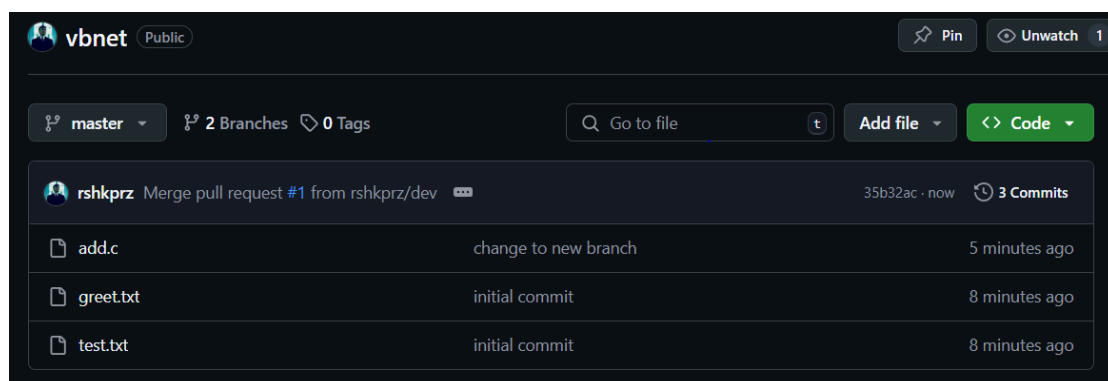 vbnet Public Pin Unwatch 1
master 2 Branches 0 Tags Go to file t Add file <> Code
rshkprz Merge pull request #1 from rshkprz/dev ... 35b32ac · now 3 Commits
add.c change to new branch 5 minutes ago
greet.txt initial commit 8 minutes ago
test.txt initial commit 8 minutes ago